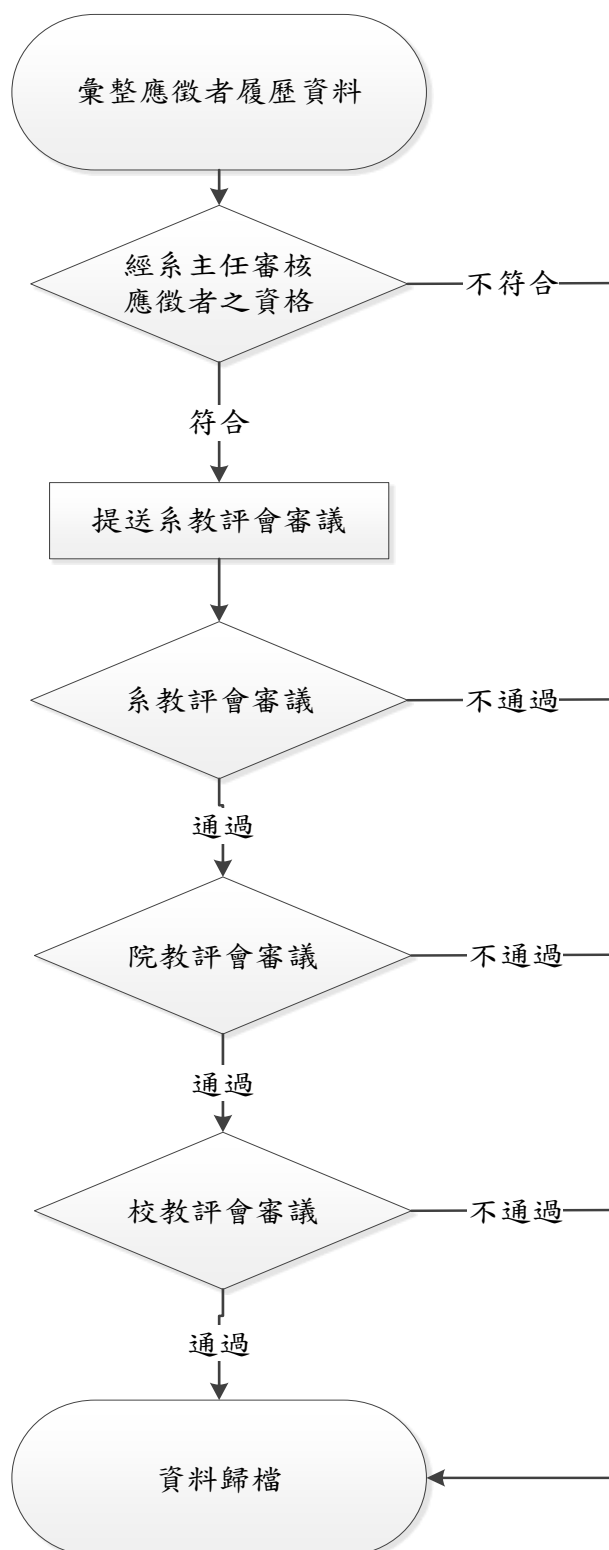 彙整應徵者履歷資料
經系主任審核
應徵者之資格
不符合
符合
提送系教評會審議
系教評會審議
不通過
通過
院教評會審議
不通過
通過
校教評會審議
不通過
通過
資料歸檔